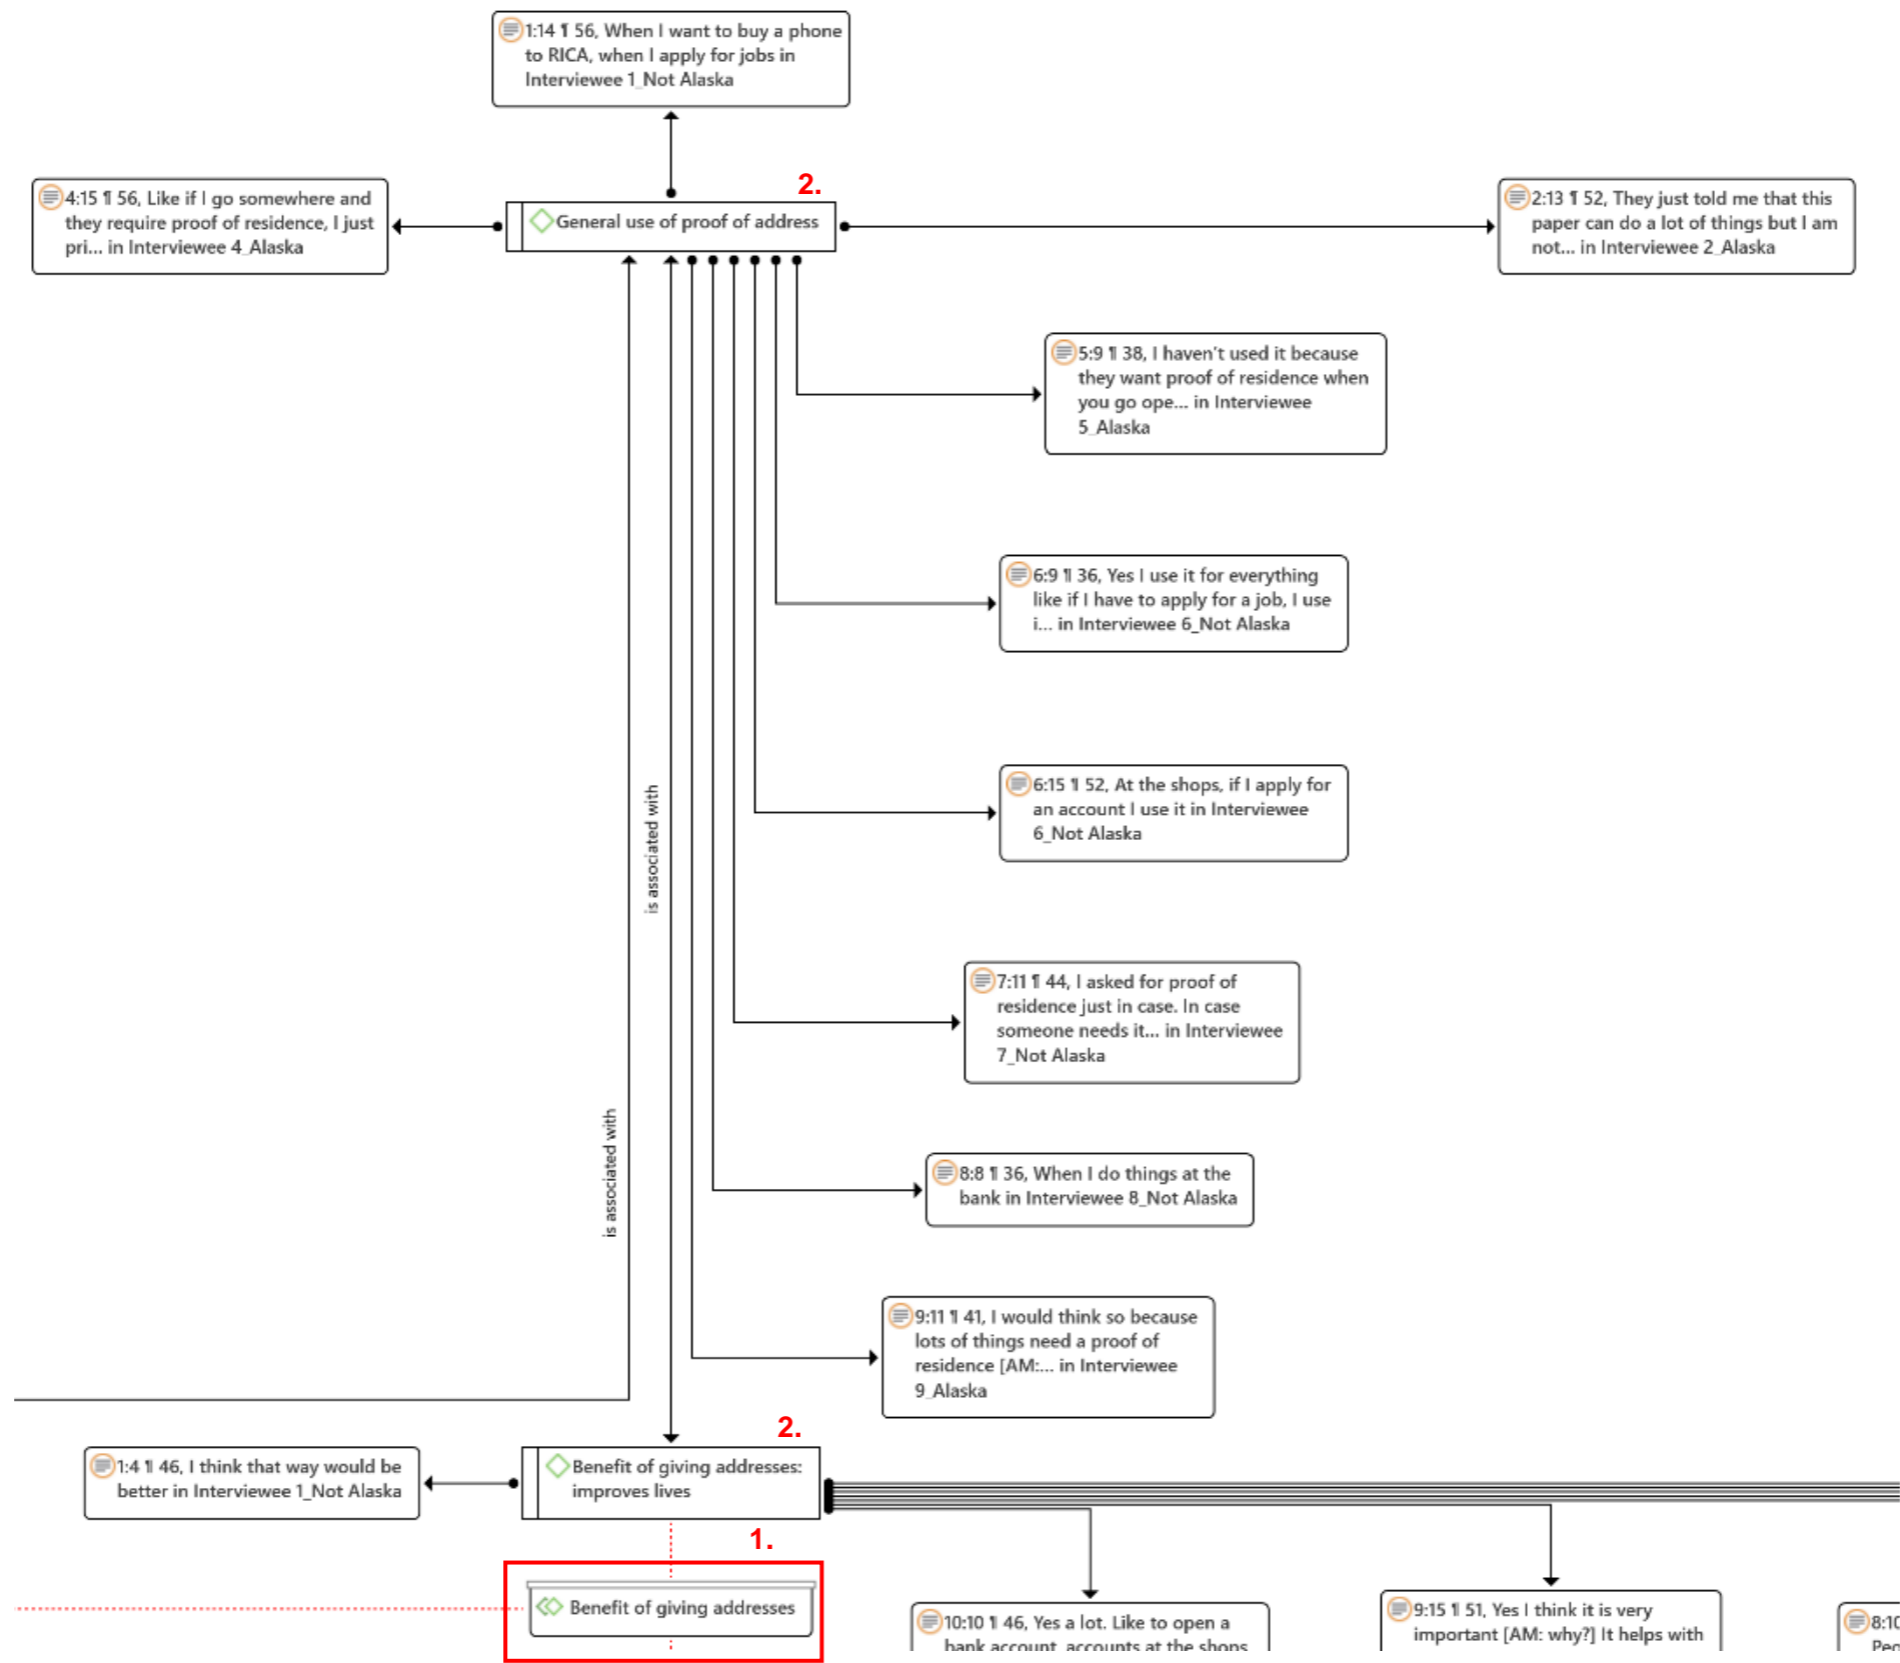 1:14 ¶ 56, When I want to buy a phone
to RICA, when I apply for jobs in
Interviewee 1_Not Alaska
2.
4:15 ¶ 56, Like if I go somewhere and
they require proof of residence, I just
pri... in Interviewee 4_Alaska
General use of proof of address
2:13 ¶ 52, They just told me that this
paper can do a lot of things but I am
not... in Interviewee 2_Alaska
5:9 ¶ 38, I haven't used it because
they want proof of residence when
you go ope... in Interviewee
5_Alaska
6:9 ¶ 36, Yes I use it for everything
like if I have to apply for a job, I use
i... in Interviewee 6_Not Alaska
6:15 ¶ 52, At the shops, if I apply for
an account I use it in Interviewee
6_Not Alaska
is associated with
7:11 ¶ 44, I asked for proof of
residence just in case. In case
someone needs it... in Interviewee
7_Not Alaska
is associated with
8:8 ¶ 36, When I do things at the
bank in Interviewee 8_Not Alaska
9:11 ¶ 41, I would think so because
lots of things need a proof of
residence [AM:... in Interviewee
9_Alaska
2.
1:4 ¶ 46, I think that way would be
better in Interviewee 1_Not Alaska
Benefit of giving addresses:
improves lives
1.
Benefit of giving addresses
10:10 ¶ 46, Yes a lot. Like to open a
bank account, accounts at the shops
9:15 ¶ 51, Yes I think it is very
important [AM: why?] It helps with
8:10